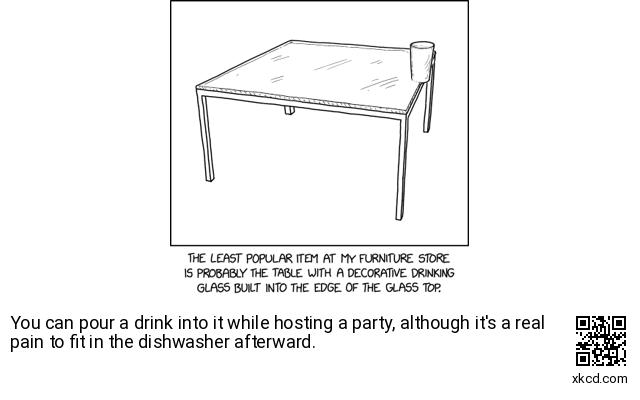 THE LEAST POPULAR ITEM AT MY FURNITURE STORE
IS PROBABLY THE TABLE WITH A DECORATIVE DRINKING
GLASS BUILT INTO THE EDGE OF THE GLASS TOP.
You can pour a drink into it while hosting a party, although it's a real
pain to fit in the dishwasher afterward.
xkcd.com